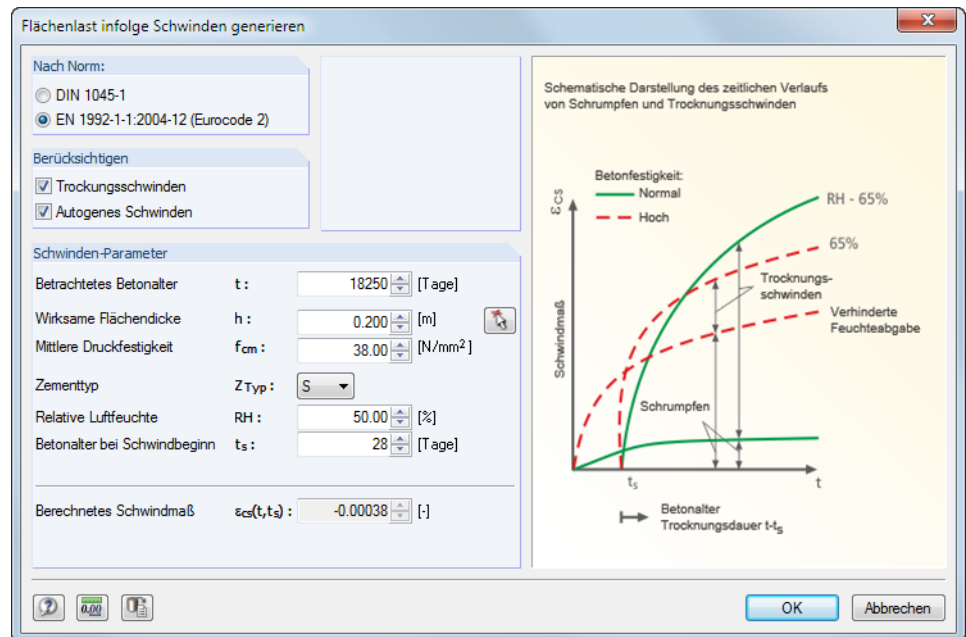 Flächenlast infolge Schwinden generieren
Nach Norm:
DIN 1045-1
EN 1992-1-1:2004-12 (Eurocode 2)
Berücksichtigen
Trockungsschwinden
Autogenes Schwinden
Schwinden-Parameter
Betrachtetes Betonalter t : 18250 [Tage]
Wirksame Flächendicke h : 0.200 [m]
Mittlere Druckfestigkeit fcm : 38.00 [N/mm²]
Zementtyp ZTyp : S
Relative Luftfeuchte RH : 50.00 [%]
Betonalter bei Schwindbeginn ts : 28 [Tage]
Berechnetes Schwindmaß εcs(t,ts) : -0.00038 [-]
Schematische Darstellung des zeitlichen Verlaufs
von Schrumpfen und Trocknungsschwinden
Betonfestigkeit:
Normal
Hoch
εcs
Schwindmaß
RH - 65%
65%
Trocknungs-
schwinden
Verhinderte
Feuchteabgabe
Schrumpfen
ts
t
Betonalter
Trocknungsdauer t-ts
0.00
OK
Abbrechen